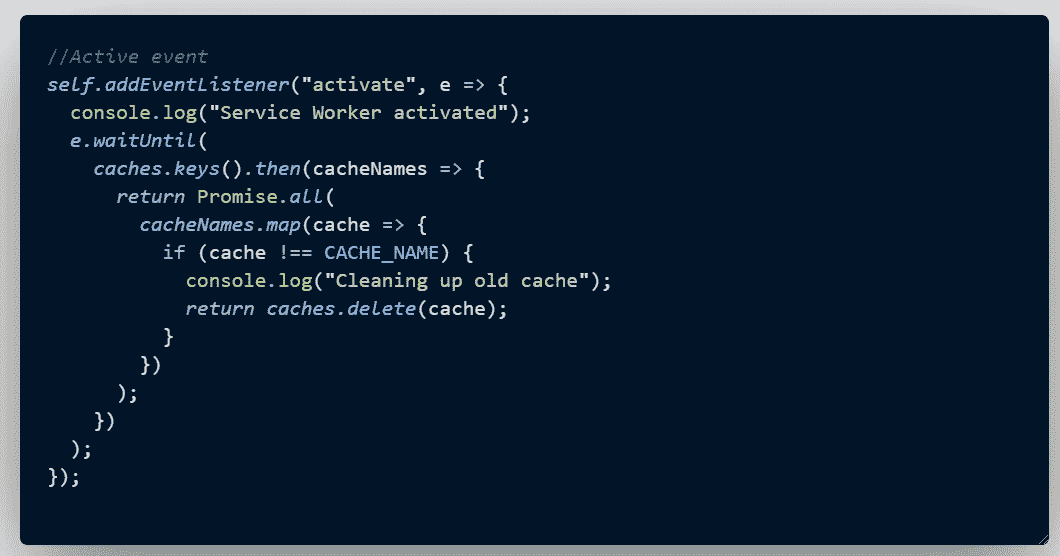 //Active event
self.addEventListener("activate", e => {
  console.log("Service Worker activated");
  e.waitUntil(
    caches.keys().then(cacheNames => {
      return Promise.all(
        cacheNames.map(cache => {
          if (cache !== CACHE_NAME) {
            console.log("Cleaning up old cache");
            return caches.delete(cache);
          }
        })
      );
    })
  );
});